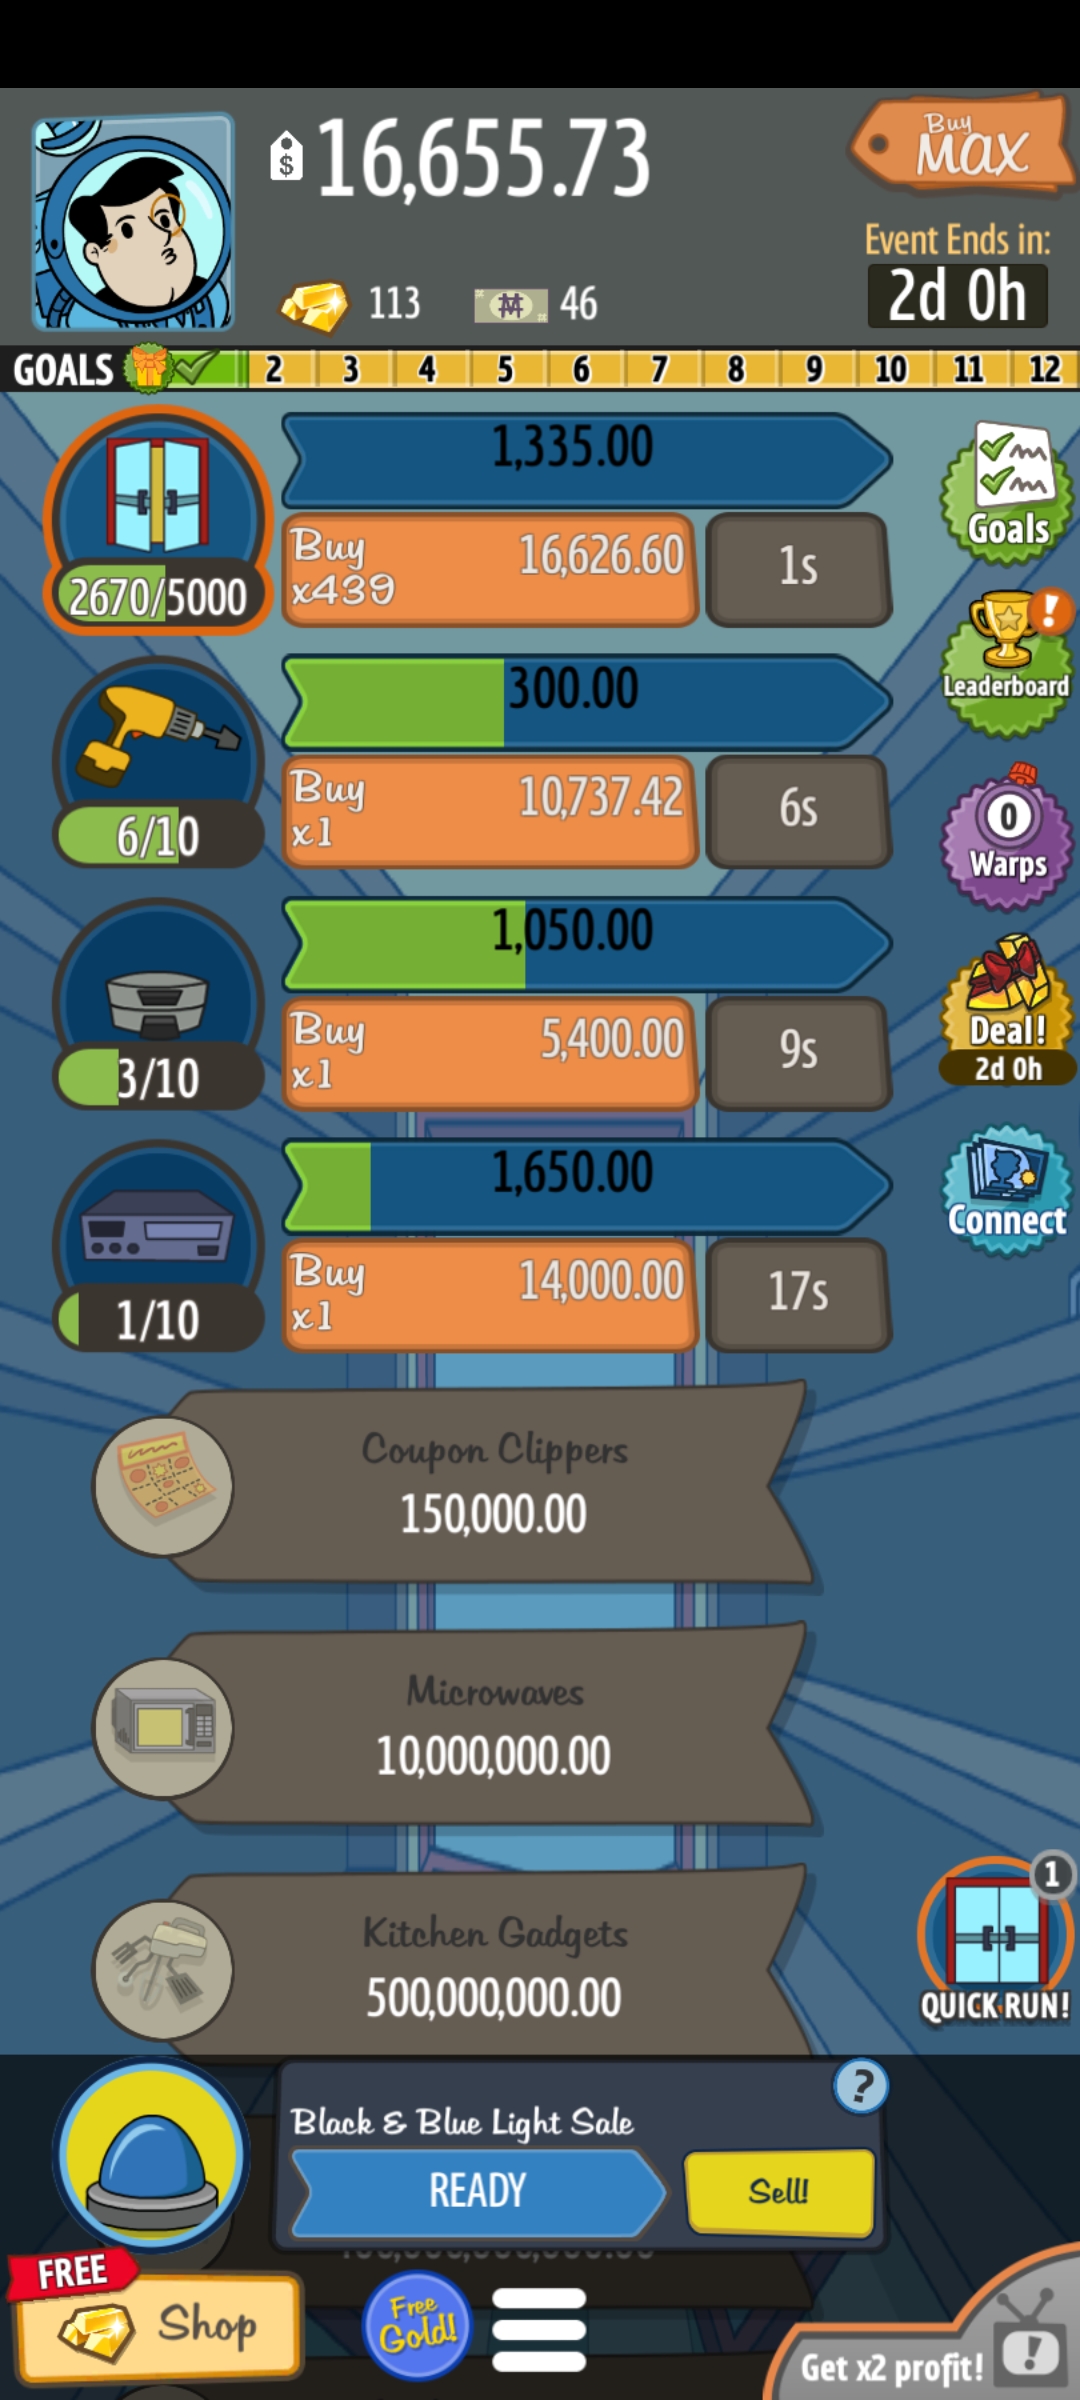 $ 16,655.73
Buy
MAX
113
46
Event Ends in:
2d 0h
GOALS 2 3 4 5 6 7 8 9 10 11 12
1,335.00
2670/5000
Buy
x439
16,626.60
1s
Goals
300.00
6/10
Buy
x1
10,737.42
6s
!
Leaderboard
1,050.00
3/10
Buy
x1
5,400.00
9s
0
Warps
1,650.00
1/10
Buy
x1
14,000.00
17s
Deal!
2d 0h
Connect
Coupon Clippers
150,000.00
Microwaves
10,000,000.00
Kitchen Gadgets
500,000,000.00
1
QUICK RUN!
Black & Blue Light Sale
?
READY
Sell!
FREE
Shop
Free
Gold!
Get x2 profit!
!